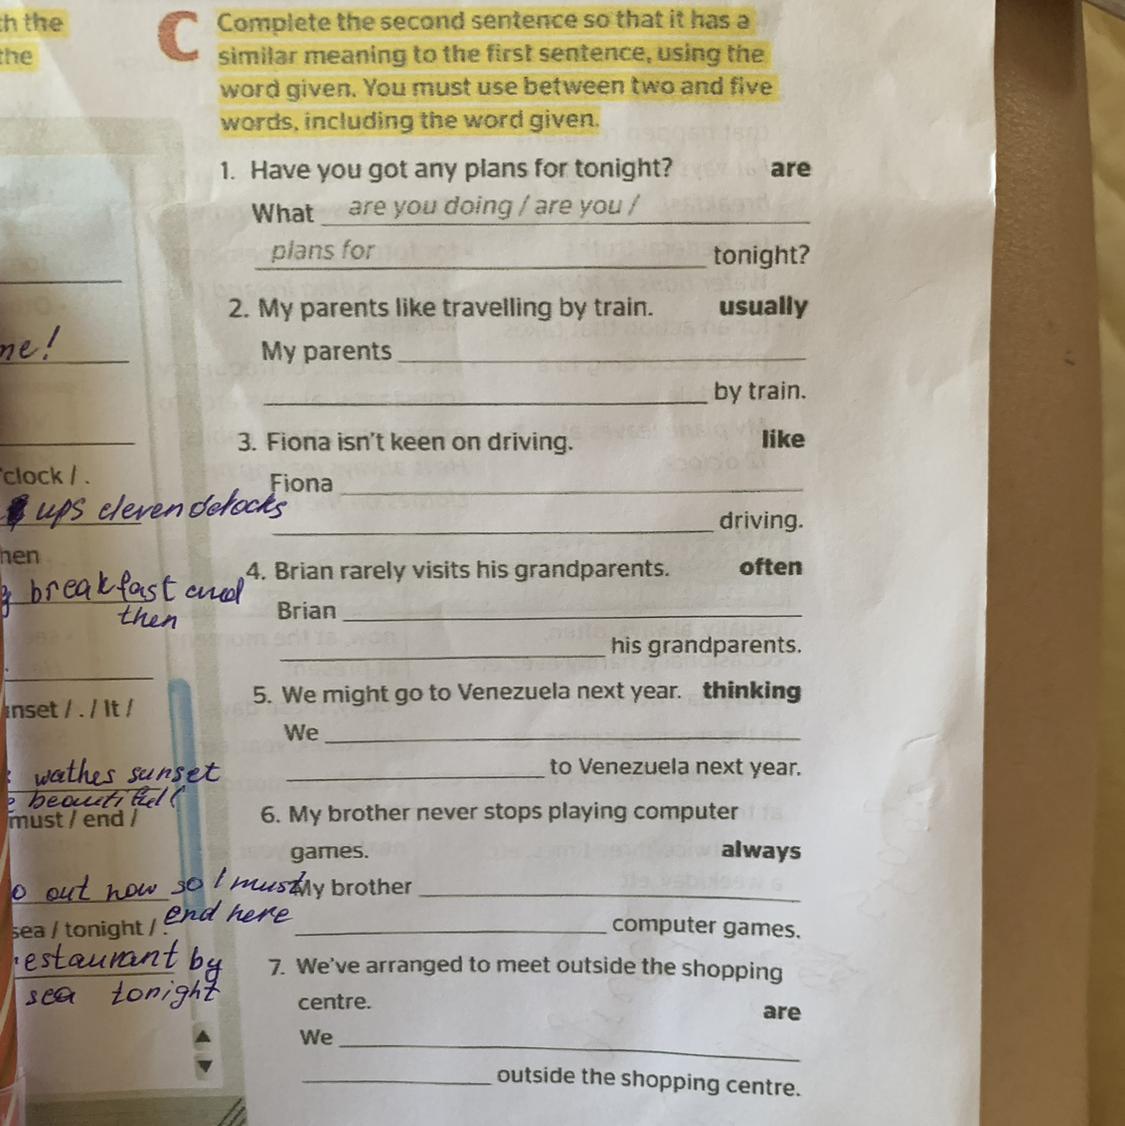 th the
the
C
Complete the second sentence so that it has a
similar meaning to the first sentence, using the
word given. You must use between two and five
words, including the word given.
1. Have you got any plans for tonight? are
What are you doing / are you /
plans for tonight?
2. My parents like travelling by train. usually
My parents
by train.
3. Fiona isn't keen on driving. like
Fiona
driving.
4. Brian rarely visits his grandparents. often
Brian
his grandparents.
5. We might go to Venezuela next year. thinking
We
to Venezuela next year.
6. My brother never stops playing computer
games. always
My brother
computer games.
7. We've arranged to meet outside the shopping
centre. are
We
outside the shopping centre.
me!
'clock / .
ups eleven
hen
breakfast and
then
unset / . / It /
wathes sunset
beautiful
must / end /
o out now so I must
end here
sea / tonight / .
restaurant by
sea tonight